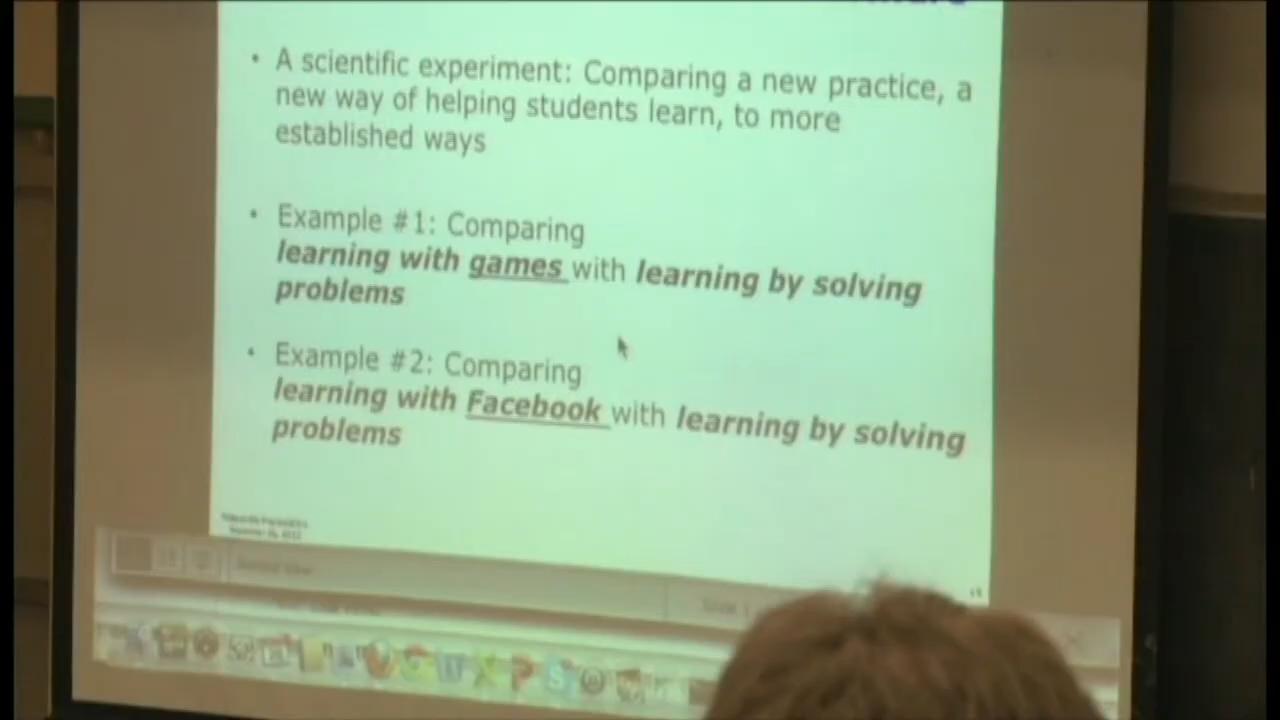 • A scientific experiment: Comparing a new practice, a
new way of helping students learn, to more
established ways
• Example #1: Comparing
learning with games with learning by solving
problems
• Example #2: Comparing
learning with Facebook with learning by solving
problems